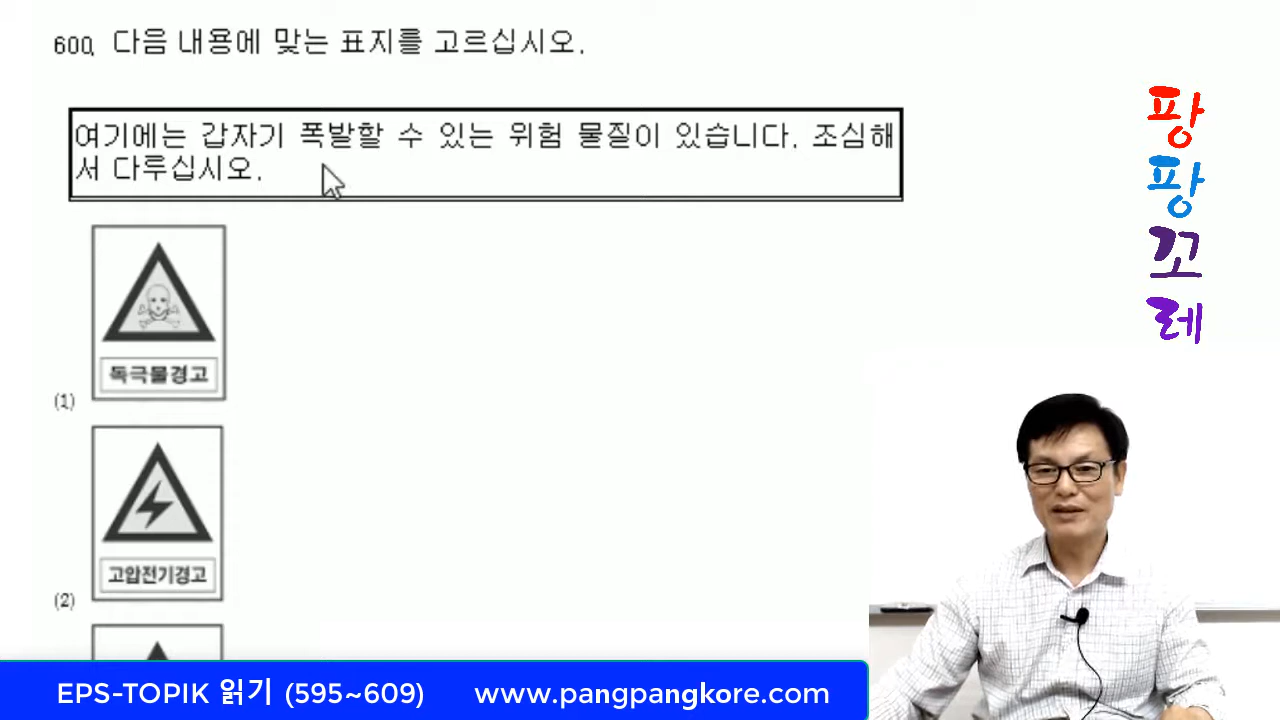 600. 다음 내용에 맞는 표지를 고르십시오.
여기에는 갑자기 폭발할 수 있는 위험 물질이 있습니다. 조심해
서 다루십시오.
독극물경고
(1)
고압전기경고
(2)
팡
팡
꼬
레
EPS-TOPIK 읽기 (595~609) www.pangpangkore.com